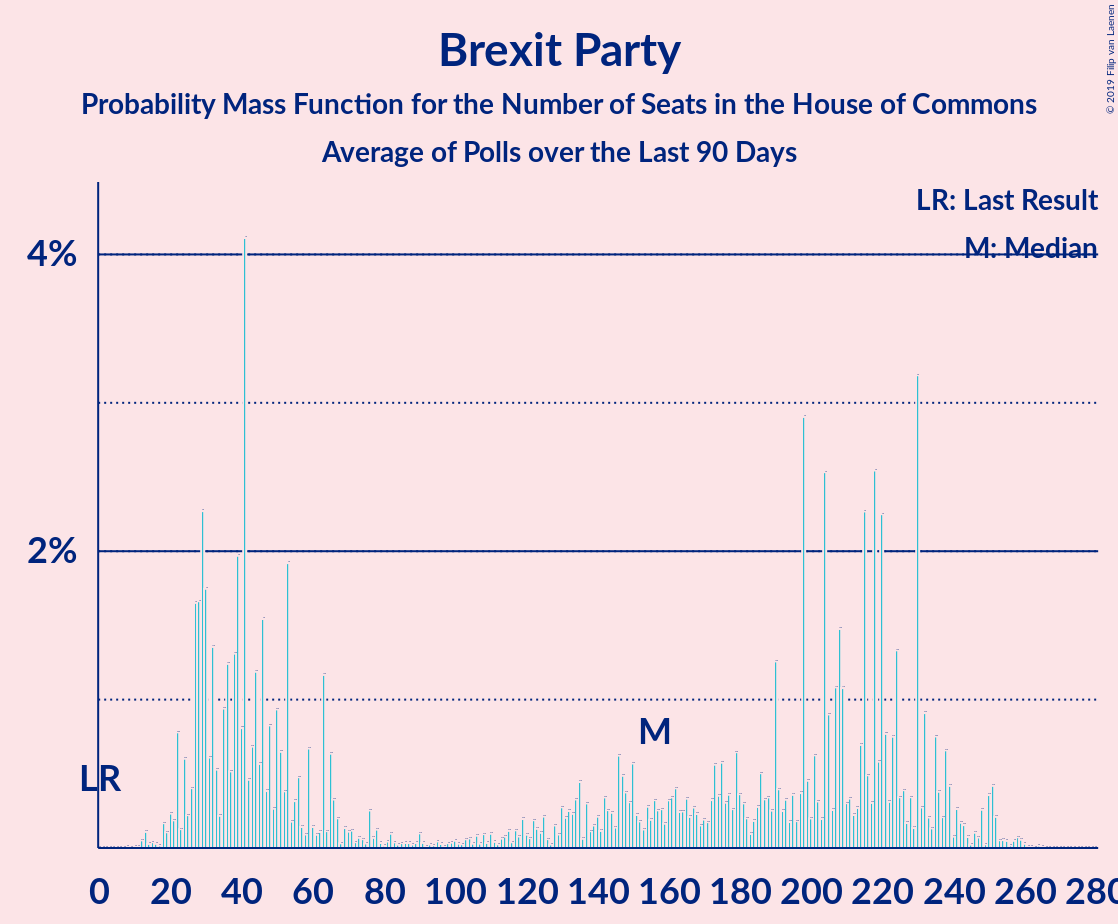 Brexit Party
Probability Mass Function for the Number of Seats in the House of Commons
Average of Polls over the Last 90 Days
© 2019 Filip van Laenen
LR: Last Result
M: Median
4%
2%
M
LR
0 20 40 60 80 100 120 140 160 180 200 220 240 260 280